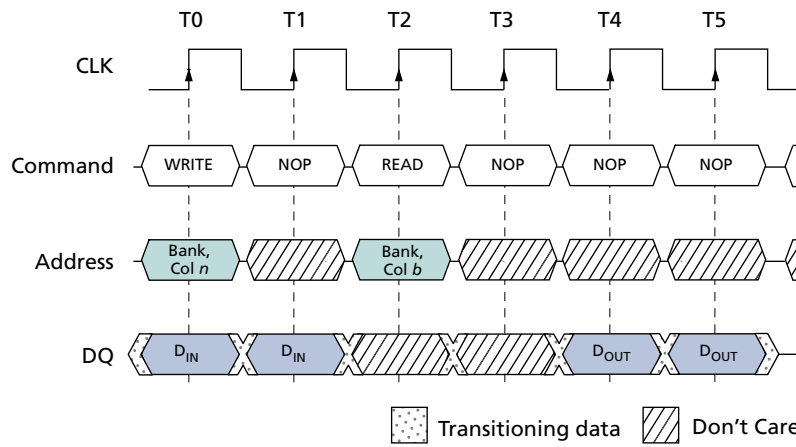 T0 T1 T2 T3 T4 T5
CLK
Command WRITE NOP READ NOP NOP NOP
Address Bank, Col n Bank, Col b
DQ DIN DIN DOUT DOUT
Transitioning data Don't Care